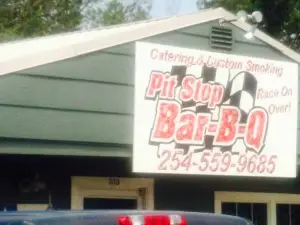 Catering & Custom Smoking
Pit Stop
Race On
Over!
Bar-B-Q
254-559-9685